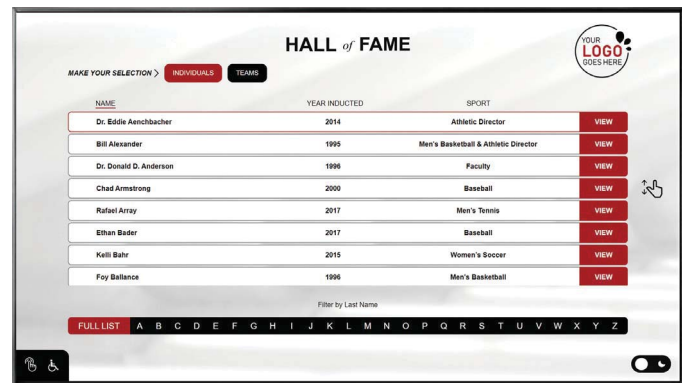 HALL of FAME
YOUR
LOGO
GOES HERE
MAKE YOUR SELECTION > INDIVIDUALS TEAMS
NAME YEAR INDUCTED SPORT
Dr. Eddie Aenchbacher 2014 Athletic Director VIEW
Bill Alexander 1995 Men's Basketball & Athletic Director VIEW
Dr. Donald D. Anderson 1996 Faculty VIEW
Chad Armstrong 2000 Baseball VIEW
Rafael Array 2017 Men's Tennis VIEW
Ethan Bader 2017 Baseball VIEW
Kelli Bahr 2015 Women's Soccer VIEW
Foy Ballance 1996 Men's Basketball VIEW
Filter by Last Name
FULL LIST A B C D E F G H I J K L M N O P Q R S T U V W X Y Z